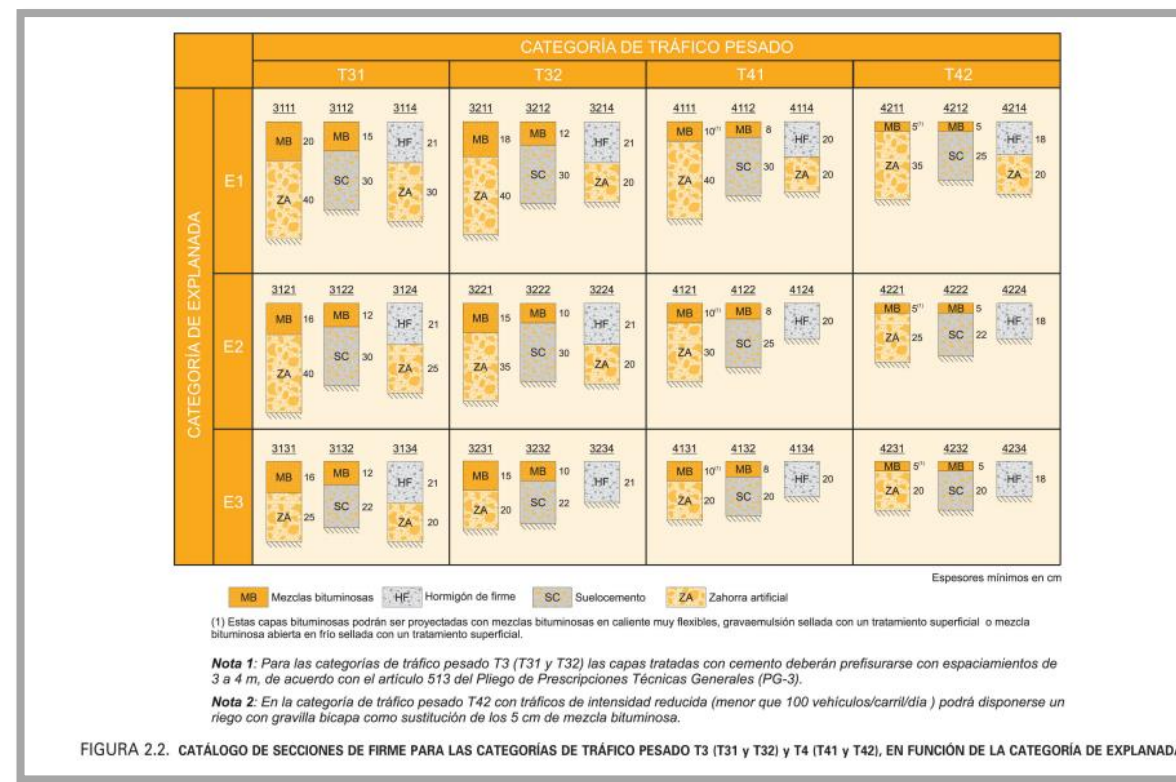 CATEGORÍA DE TRÁFICO PESADO
T31 T32 T41 T42
CATEGORÍA DE EXPLANADA
E1
3111 3112 3114 3211 3212 3214 4111 4112 4114 4211 4212 4214
MB 20 ZA 40
MB 15 SC 30
HF 21 ZA 30
MB 18 ZA 40
MB 12 SC 30
HF 21 ZA 20
MB 10(1) ZA 40
MB 8 SC 30
HF 20 ZA 20
MB 5(1) ZA 35
MB 5 SC 25
HF 18 ZA 20
E2
3121 3122 3124 3221 3222 3224 4121 4122 4124 4221 4222 4224
MB 16 ZA 40
MB 12 SC 30
HF 21 ZA 25
MB 15 ZA 35
MB 10 SC 30
HF 21 ZA 20
MB 10(1) ZA 30
MB 8 SC 25
HF 20
MB 5(1) ZA 25
MB 5 SC 22
HF 18
E3
3131 3132 3134 3231 3232 3234 4131 4132 4134 4231 4232 4234
MB 16 ZA 25
MB 12 SC 22
HF 21 ZA 20
MB 15 ZA 20
MB 10 SC 22
HF 21
MB 10(1) ZA 20
MB 8 SC 20
HF 20
MB 5(1) ZA 20
MB 5 SC 20
HF 18
Espesores mínimos en cm
MB Mezclas bituminosas HF Hormigón de firme SC Suelocemento ZA Zahorra artificial
(1) Estas capas bituminosas podrán ser proyectadas con mezclas bituminosas en caliente muy flexibles, gravaemulsión sellada con un tratamiento superficial o mezcla
bituminosa abierta en frío sellada con un tratamiento superficial.
Nota 1: Para las categorías de tráfico pesado T3 (T31 y T32) las capas tratadas con cemento deberán prefisurarse con espaciamientos de
3 a 4 m, de acuerdo con el artículo 513 del Pliego de Prescripciones Técnicas Generales (PG-3).
Nota 2: En la categoría de tráfico pesado T42 con tráficos de intensidad reducida (menor que 100 vehículos/carril/día ) podrá disponerse un
riego con gravilla bicapa como sustitución de los 5 cm de mezcla bituminosa.
FIGURA 2.2. CATÁLOGO DE SECCIONES DE FIRME PARA LAS CATEGORÍAS DE TRÁFICO PESADO T3 (T31 y T32) y T4 (T41 y T42), EN FUNCIÓN DE LA CATEGORÍA DE EXPLANADA